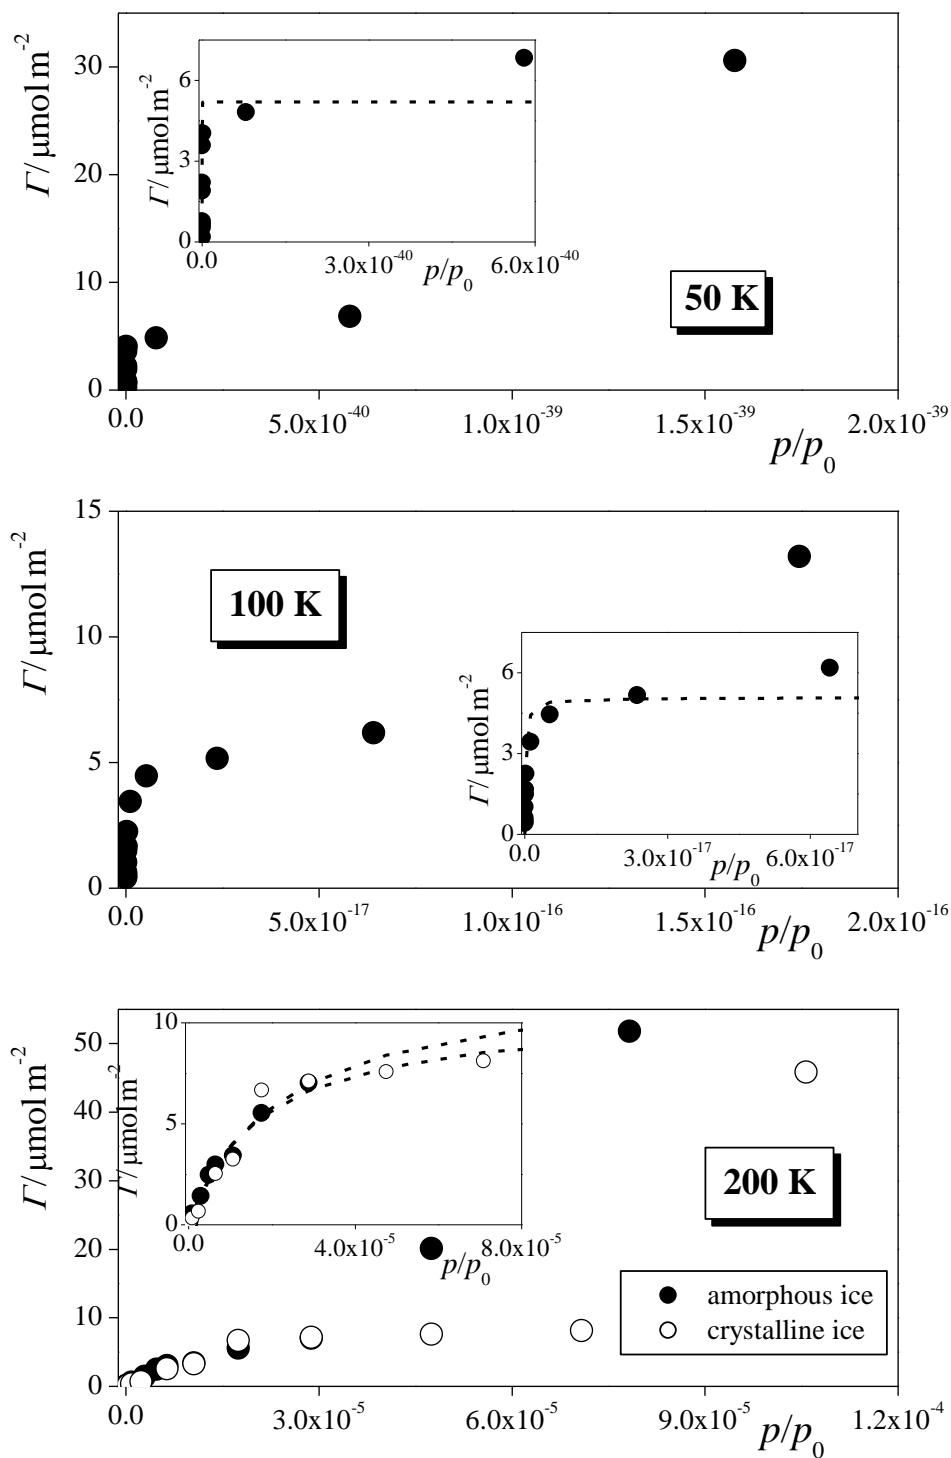 Γ/μmol m⁻²
30
20
10
0
0.0 5.0x10⁻⁴⁰ 1.0x10⁻³⁹ 1.5x10⁻³⁹ 2.0x10⁻³⁹
p/p₀
Γ/μmol m⁻²
6
3
0
0.0 3.0x10⁻⁴⁰ 6.0x10⁻⁴⁰
p/p₀
50 K
Γ/μmol m⁻²
15
10
5
0
0.0 5.0x10⁻¹⁷ 1.0x10⁻¹⁶ 1.5x10⁻¹⁶ 2.0x10⁻¹⁶
p/p₀
100 K
Γ/μmol m⁻²
6
3
0
0.0 3.0x10⁻¹⁷ 6.0x10⁻¹⁷
p/p₀
Γ/μmol m⁻²
50
40
30
20
10
0
0.0 3.0x10⁻⁵ 6.0x10⁻⁵ 9.0x10⁻⁵ 1.2x10⁻⁴
p/p₀
Γ/μmol m⁻²
10
5
0
0.0 4.0x10⁻⁵ 8.0x10⁻⁵
p/p₀
200 K
amorphous ice
crystalline ice